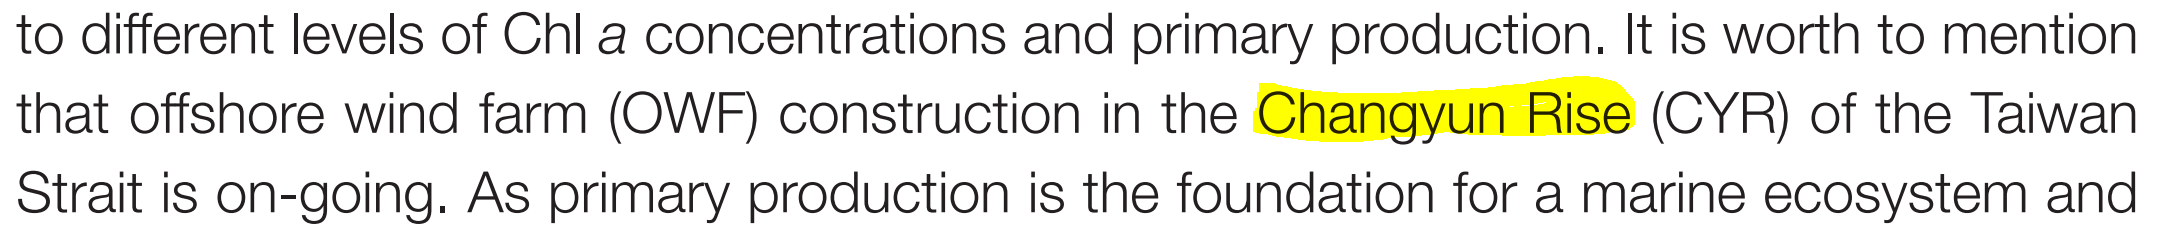 to different levels of Chl a concentrations and primary production. It is worth to mention
that offshore wind farm (OWF) construction in the Changyun Rise (CYR) of the Taiwan
Strait is on-going. As primary production is the foundation for a marine ecosystem and